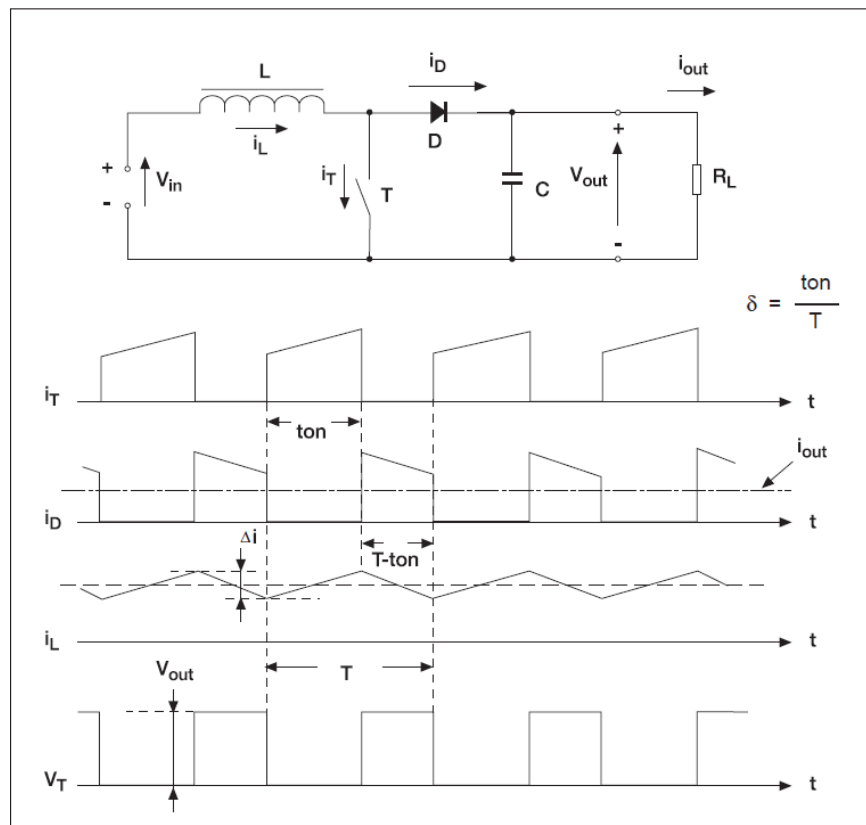 L
i_D
i_out
i_L
D
+
-
V_in
i_T
T
C
+
V_out
-
R_L
δ = ton / T
i_T
t
ton
i_out
i_D
t
Δi
T-ton
i_L
t
V_out
T
V_T
t